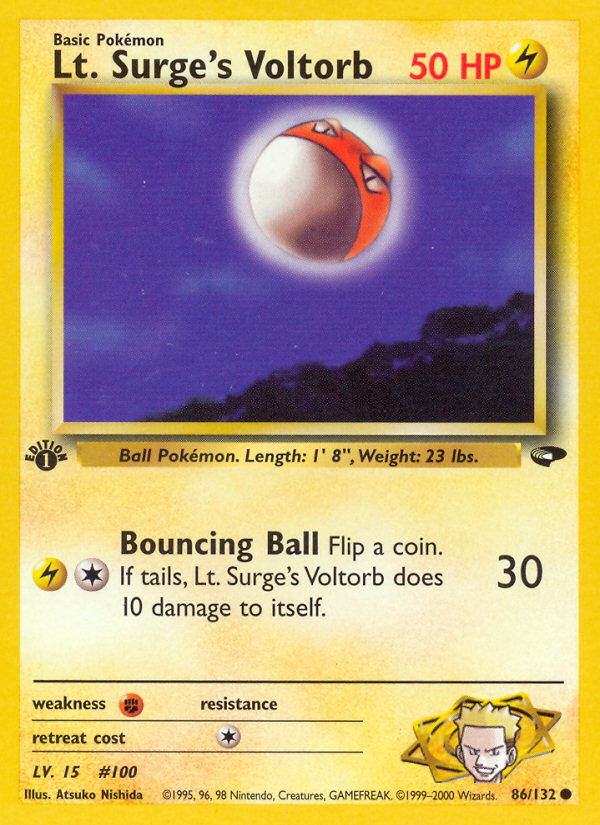 Basic Pokémon
Lt. Surge's Voltorb 50 HP
EDITION
1
Ball Pokémon. Length: 1' 8", Weight: 23 lbs.
Bouncing Ball Flip a coin.
If tails, Lt. Surge's Voltorb does
10 damage to itself.
30
weakness resistance
retreat cost
LV. 15 #100
Illus. Atsuko Nishida ©1995, 96, 98 Nintendo, Creatures, GAMEFREAK. ©1999–2000 Wizards. 86/132